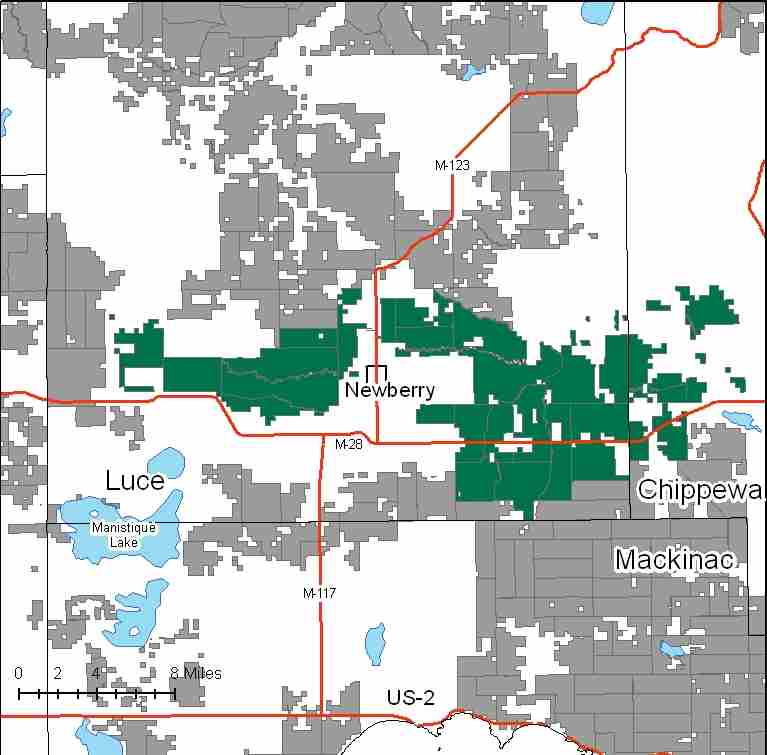 M-123
Newberry
M-28
Luce
Chippewa
Manistique
Lake
Mackinac
M-117
0 2 4 8 Miles
US-2